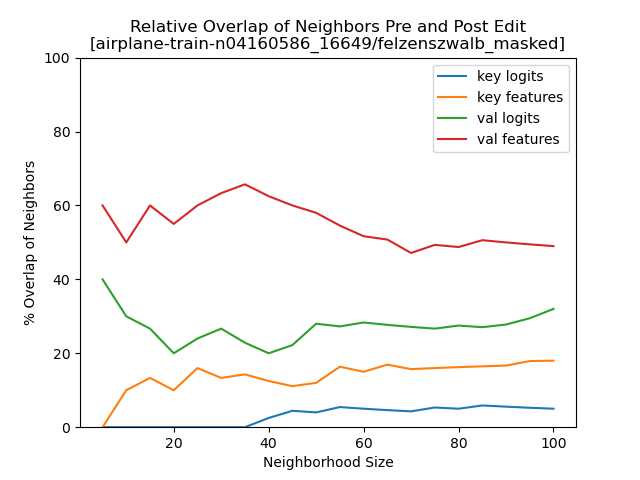 Relative Overlap of Neighbors Pre and Post Edit
[airplane-train-n04160586_16649/felzenszwalb_masked]
100
80
60
40
20
0
% Overlap of Neighbors
key logits
key features
val logits
val features
20 40 60 80 100
Neighborhood Size